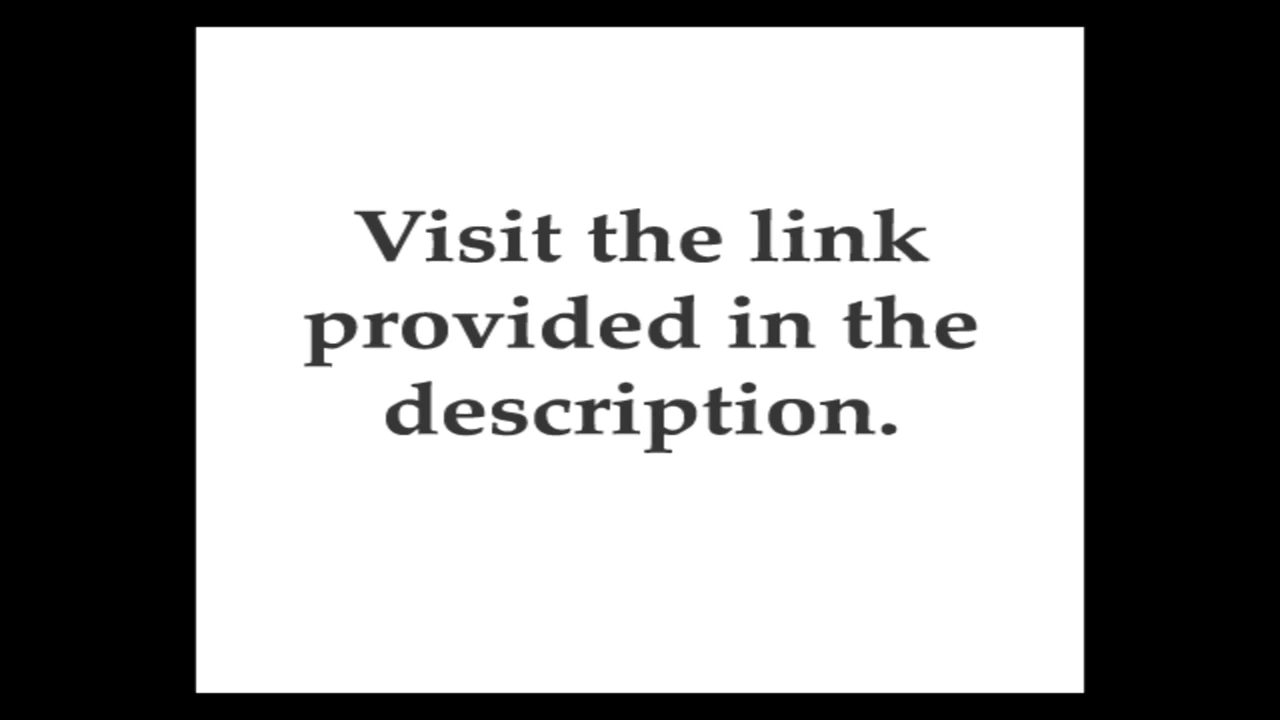 Visit the link
provided in the
description.